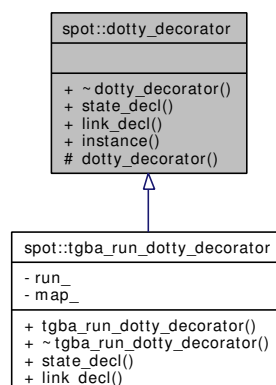 spot::dotty_decorator
+ ~dotty_decorator()
+ state_decl()
+ link_decl()
+ instance()
# dotty_decorator()
spot::tgba_run_dotty_decorator
- run_
- map_
+ tgba_run_dotty_decorator()
+ ~tgba_run_dotty_decorator()
+ state_decl()
+ link_decl()